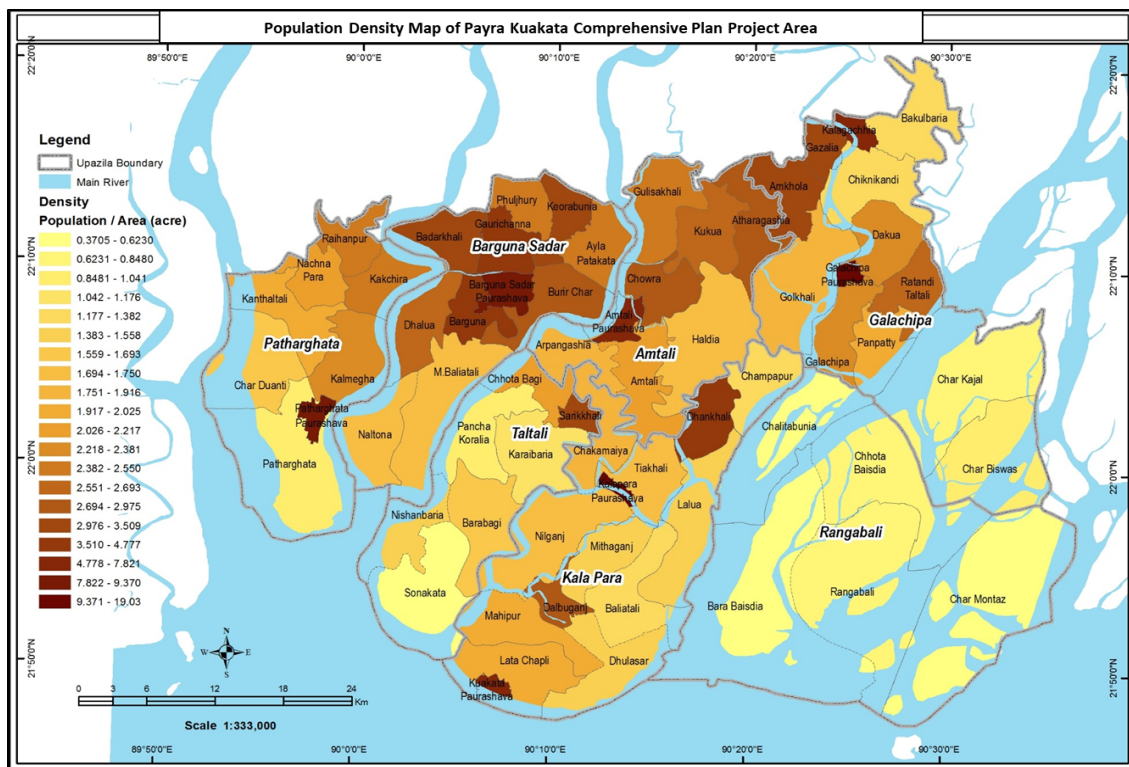 Population Density Map of Payra Kuakata Comprehensive Plan Project Area
89°50'0"E
90°0'0"E
90°10'0"E
90°20'0"E
90°30'0"E
22°20'0"N
22°20'0"N
22°10'0"N
22°10'0"N
22°0'0"N
22°0'0"N
21°50'0"N
21°50'0"N
Legend
Upazila Boundary
Main River
Density
Population / Area (acre)
0.3705 - 0.6230
0.6231 - 0.8480
0.8481 - 1.041
1.042 - 1.176
1.177 - 1.382
1.383 - 1.558
1.559 - 1.693
1.694 - 1.750
1.751 - 1.916
1.917 - 2.025
2.026 - 2.217
2.218 - 2.381
2.382 - 2.550
2.551 - 2.693
2.694 - 2.975
2.976 - 3.509
3.510 - 4.777
4.778 - 7.821
7.822 - 9.370
9.371 - 19.03
Bakulbaria
Kalagachhia
Gazalia
Chiknikandi
Amkhola
Gulisakhali
Phuljhury
Keorabunia
Gaurichanna
Atharagashia
Kukua
Dakua
Badarkhali
Barguna Sadar
Raihanpur
Ayla
Patakata
Nachna
Para
Kakchira
Chowra
Galachipa
Paurashava
Ratandi
Taltali
Kanthaltali
Barguna Sadar
Paurashava
Burir Char
Golkhali
Amtali
Paurashava
Barguna
Dhalua
Galachipa
Patharghata
Arpangashia
Amtali
Haldia
Panpatty
M.Baliatali
Galachipa
Chhota Bagi
Amtali
Champapur
Char Duanti
Kalmegha
Char Kajal
Patharghata
Paurashava
Sarikkhati
Dhankhali
Chalitabunia
Pancha
Koralia
Taltali
Naltona
Karaibaria
Chakamaiya
Chhota
Baisdia
Patharghata
Tiakhali
Char Biswas
Paurashava
Lalua
Nishanbaria
Barabagi
Nilganj
Mithaganj
Rangabali
Kala Para
Sonakata
Dalbuganj
Baliatali
Bara Baisdia
Rangabali
Char Montaz
Mahipur
Lata Chapli
Dhulasar
Kuakata
Paurashava
N
W
E
S
0 3 6 12 18 24
Km
Scale 1:333,000
89°50'0"E
90°0'0"E
90°10'0"E
90°20'0"E
90°30'0"E